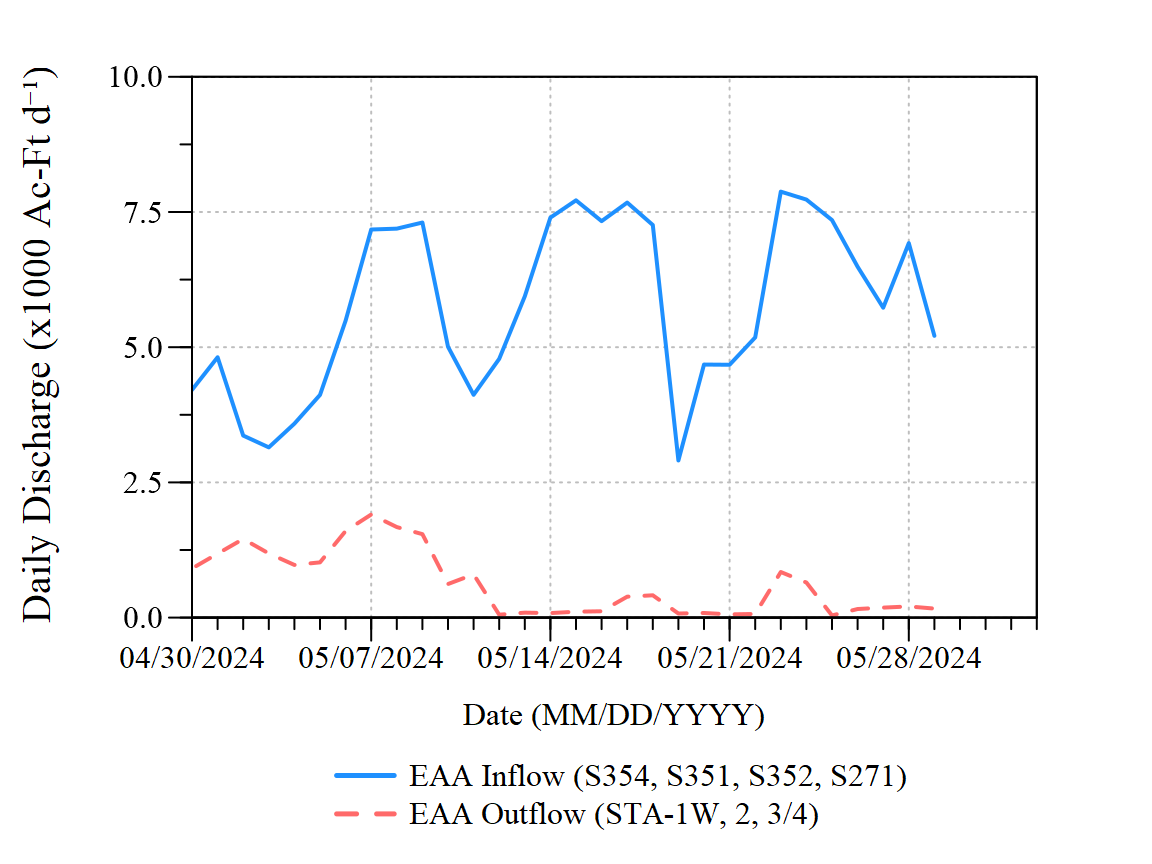 Daily Discharge (x1000 Ac-Ft d⁻¹)
10.0
7.5
5.0
2.5
0.0
04/30/2024 05/07/2024 05/14/2024 05/21/2024 05/28/2024
Date (MM/DD/YYYY)
EAA Inflow (S354, S351, S352, S271)
EAA Outflow (STA-1W, 2, 3/4)